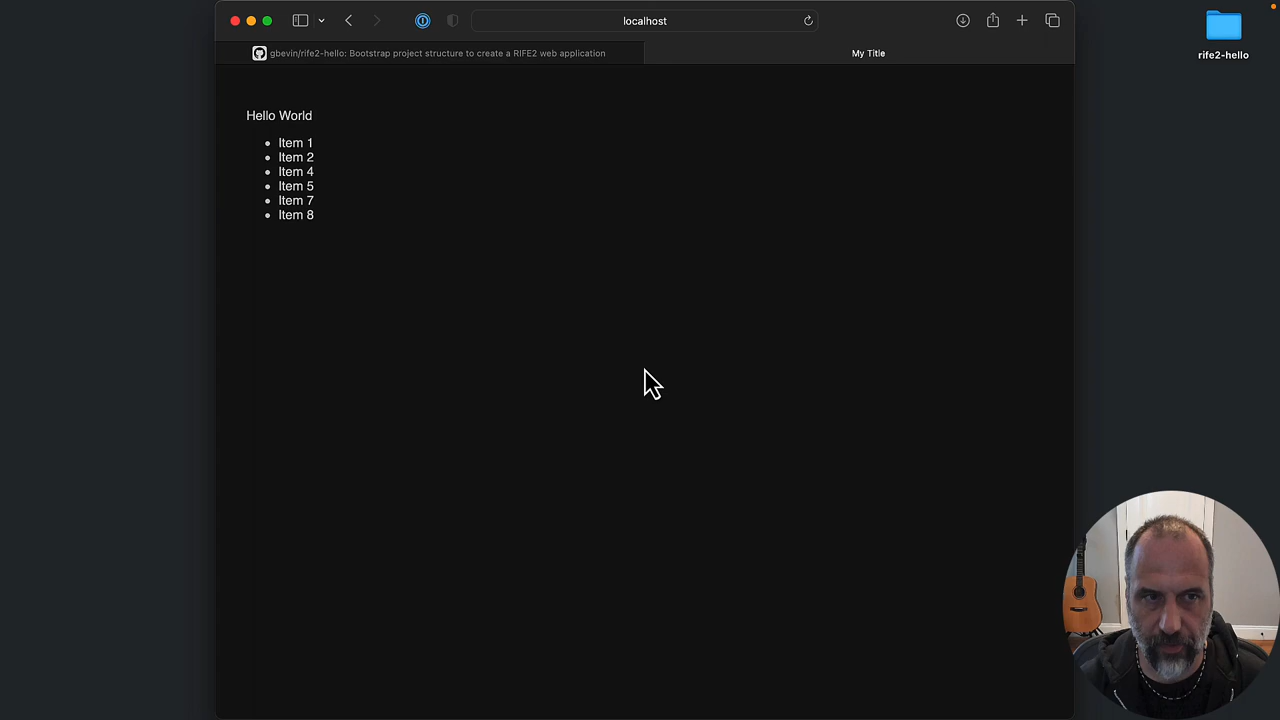 localhost
gbevin/rife2-hello: Bootstrap project structure to create a RIFE2 web application
My Title
rife2-hello
Hello World
Item 1
Item 2
Item 4
Item 5
Item 7
Item 8